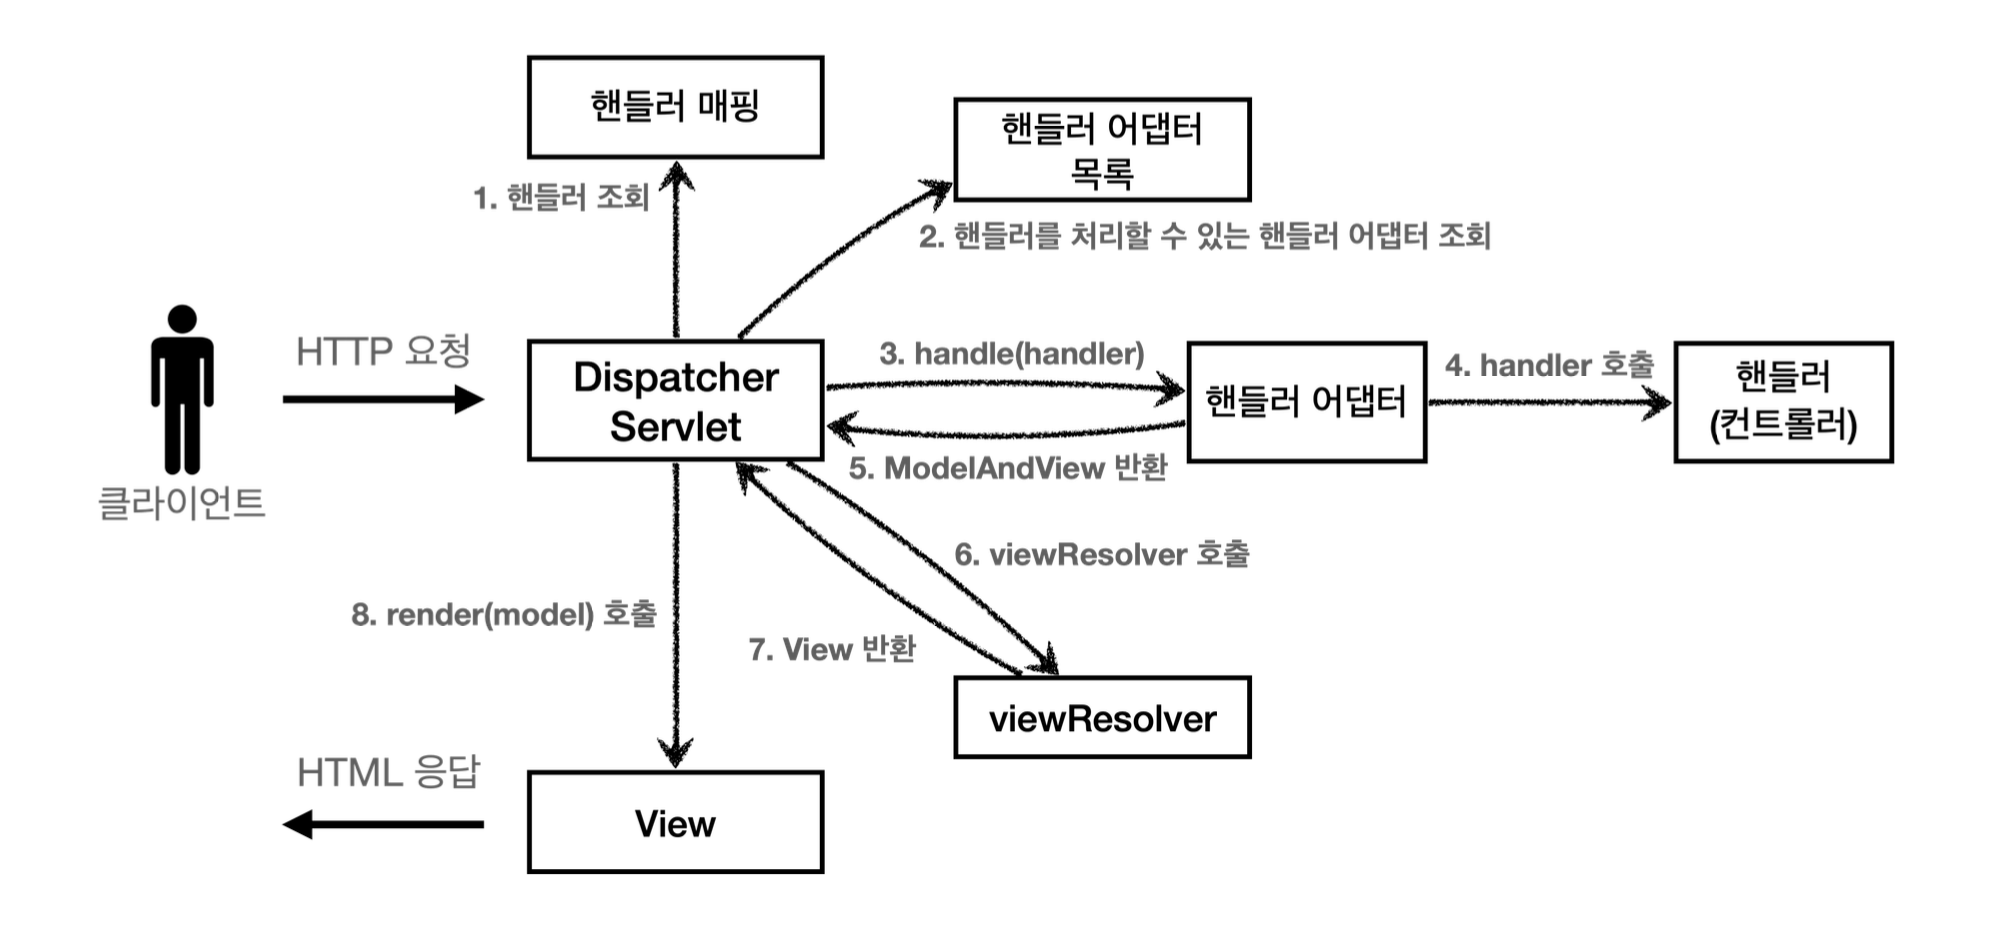 핸들러 매핑
핸들러 어댑터
목록
1. 핸들러 조회
2. 핸들러를 처리할 수 있는 핸들러 어댑터 조회
HTTP 요청
Dispatcher
Servlet
3. handle(handler)
핸들러 어댑터
4. handler 호출
핸들러
(컨트롤러)
클라이언트
5. ModelAndView 반환
6. viewResolver 호출
8. render(model) 호출
7. View 반환
viewResolver
HTML 응답
View